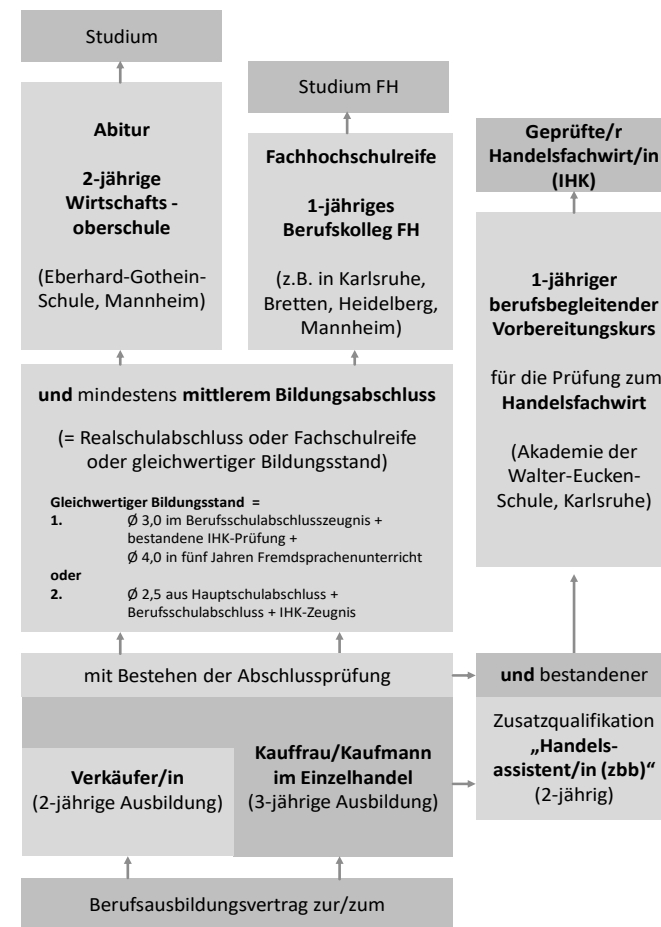 Studium
Abitur
2-jährige
Wirtschafts -
oberschule
(Eberhard-Gothein-
Schule, Mannheim)
Studium FH
Fachhochschulreife
1-jähriges
Berufskolleg FH
(z.B. in Karlsruhe,
Bretten, Heidelberg,
Mannheim)
Geprüfte/r
Handelsfachwirt/in
(IHK)
1-jähriger
berufsbegleitender
Vorbereitungskurs
für die Prüfung zum
Handelsfachwirt
(Akademie der
Walter-Eucken-
Schule, Karlsruhe)
und mindestens mittlerem Bildungsabschluss
(= Realschulabschluss oder Fachschulreife
oder gleichwertiger Bildungsstand)
Gleichwertiger Bildungsstand =
1. Ø 3,0 im Berufsschulabschlusszeugnis +
bestandene IHK-Prüfung +
Ø 4,0 in fünf Jahren Fremdsprachenunterricht
oder
2. Ø 2,5 aus Hauptschulabschluss +
Berufsschulabschluss + IHK-Zeugnis
mit Bestehen der Abschlussprüfung
und bestandener
Zusatzqualifikation
„Handels-
assistent/in (zbb)“
(2-jährig)
Verkäufer/in
(2-jährige Ausbildung)
Kauffrau/Kaufmann
im Einzelhandel
(3-jährige Ausbildung)
Berufsausbildungsvertrag zur/zum